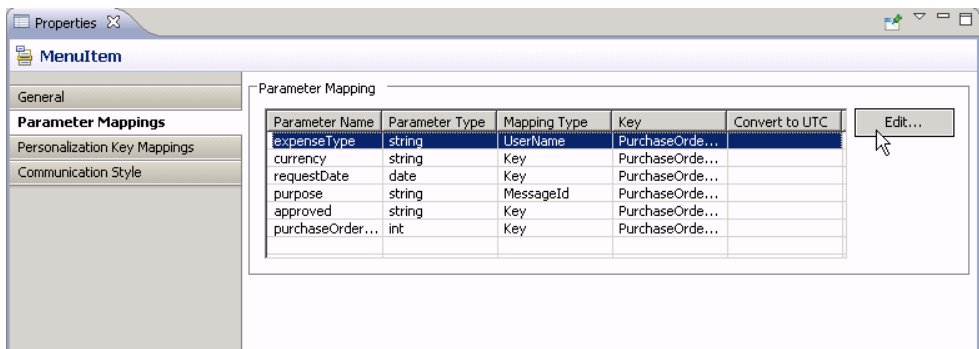 Properties
MenuItem
General
Parameter Mappings
Personalization Key Mappings
Communication Style
Parameter Mapping
Parameter Name Parameter Type Mapping Type Key Convert to UTC
expenseType string UserName PurchaseOrde...
currency string Key PurchaseOrde...
requestDate date Key PurchaseOrde...
purpose string MessageId PurchaseOrde...
approved string Key PurchaseOrde...
purchaseOrder... int Key PurchaseOrde...
Edit...